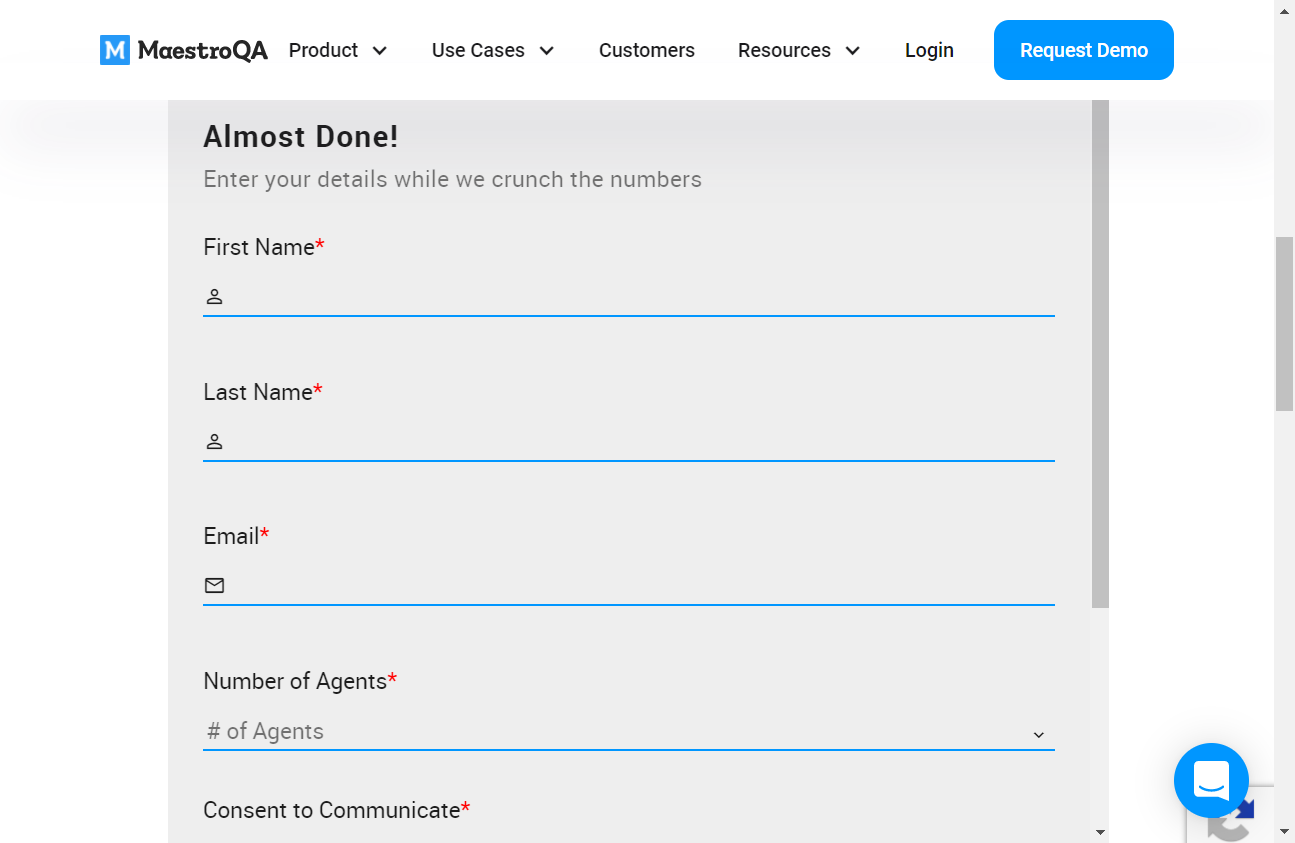 MaestroQA Product Use Cases Customers Resources Login Request Demo
Almost Done!
Enter your details while we crunch the numbers
First Name*
Last Name*
Email*
Number of Agents*
# of Agents
Consent to Communicate*